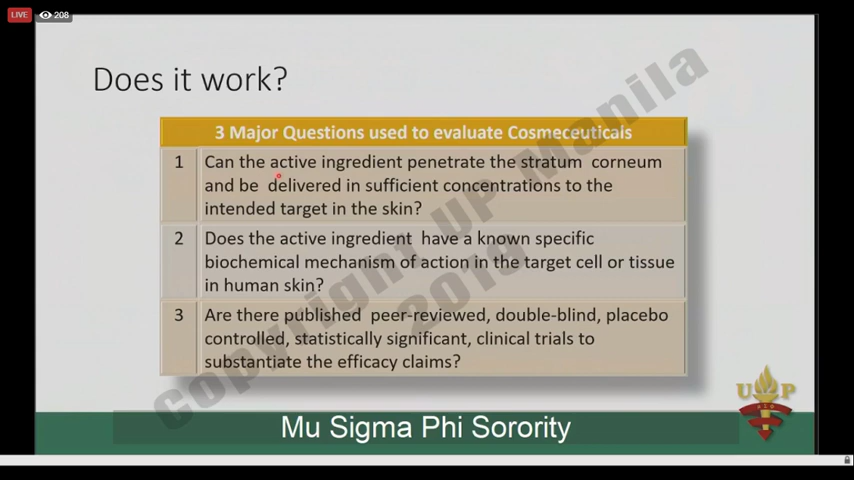 LIVE 208
Does it work?
3 Major Questions used to evaluate Cosmeceuticals
1 Can the active ingredient penetrate the stratum corneum
and be delivered in sufficient concentrations to the
intended target in the skin?
2 Does the active ingredient have a known specific
biochemical mechanism of action in the target cell or tissue
in human skin?
3 Are there published peer-reviewed, double-blind, placebo
controlled, statistically significant, clinical trials to
substantiate the efficacy claims?
Copyright UP Manila
2019
UP
ΜΣΦ
Mu Sigma Phi Sorority